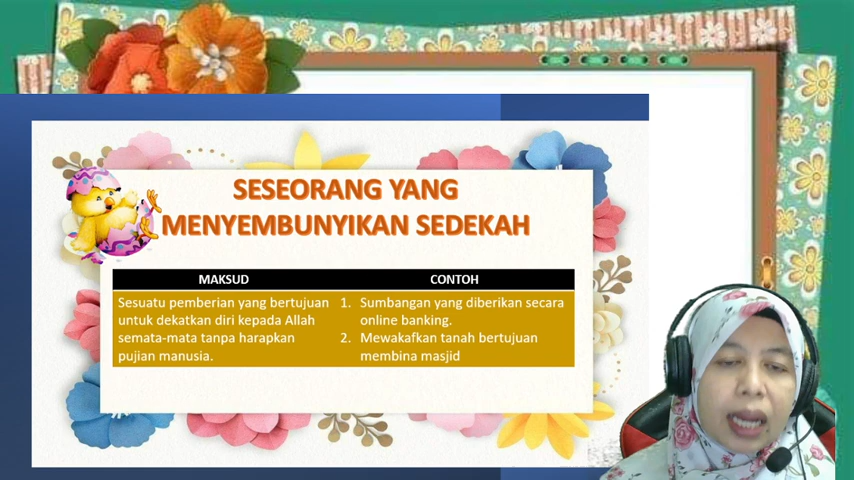 SESEORANG YANG
MENYEMBUNYIKAN SEDEKAH
MAKSUD
Sesuatu pemberian yang bertujuan
untuk dekatkan diri kepada Allah
semata-mata tanpa harapkan
pujian manusia.
CONTOH
1. Sumbangan yang diberikan secara
online banking.
2. Mewakafkan tanah bertujuan
membina masjid